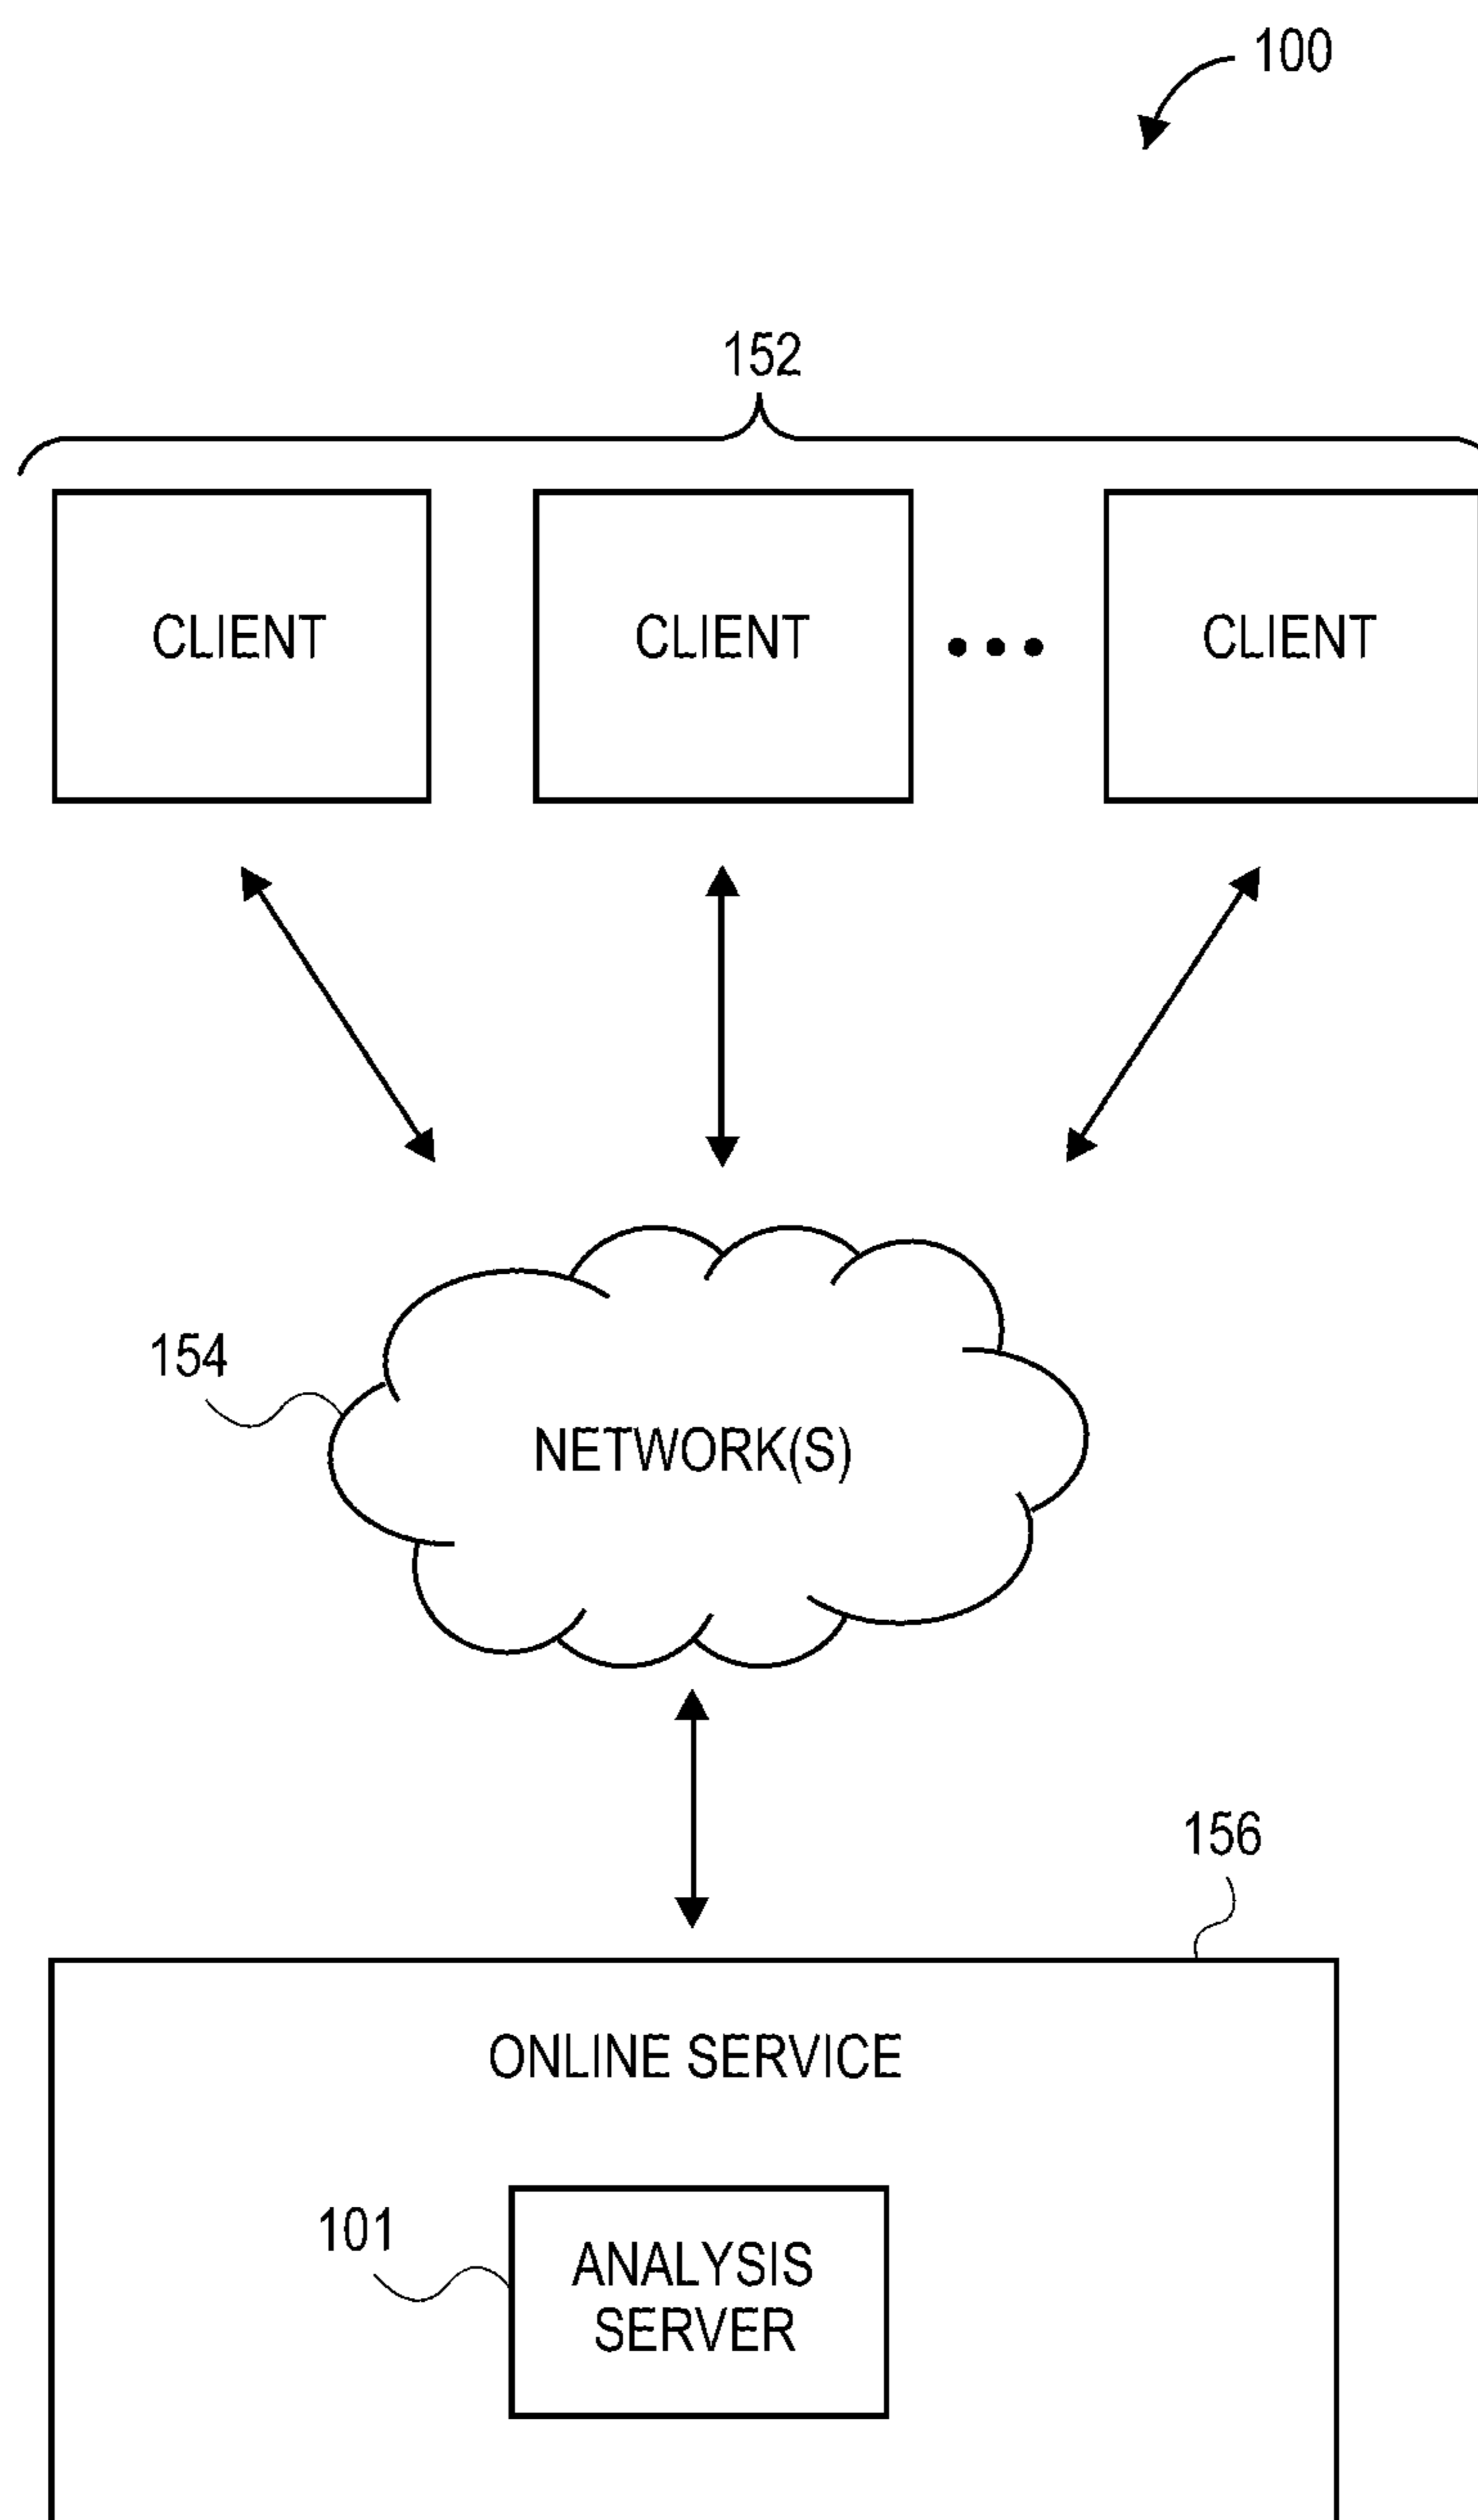 100
152
CLIENT
CLIENT
CLIENT
154
NETWORK(S)
156
ONLINE SERVICE
101
ANALYSIS
SERVER